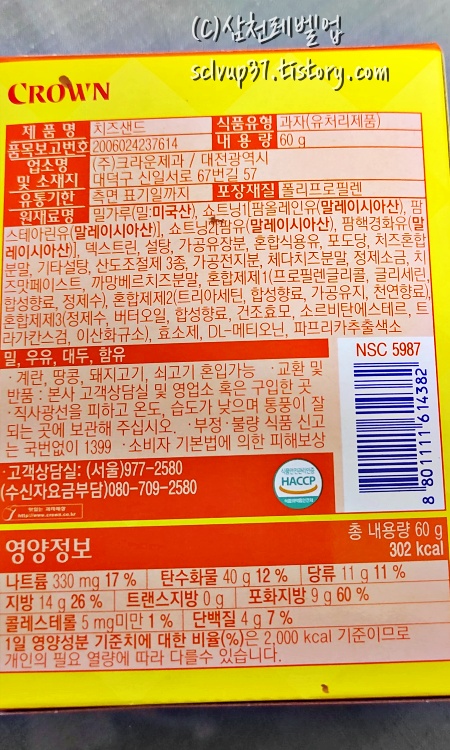 (C)삼천레벨업
sclvup37.tistory.com
CROWN
제 품 명 치즈샌드 식품유형 과자(유처리제품)
품목보고번호 2006024237614 내 용 량 60 g
업소명 및 소재지 (주)크라운제과 / 대전광역시
대덕구 신일서로 67번길 57
유통기한 측면 표기일까지 포장재질 폴리프로필렌
원재료명 밀가루(밀:미국산), 쇼트닝1[팜올레인유(말레이시아산), 팜
스테아린유(말레이시아산)], 쇼트닝2[팜유(말레이시아산), 팜핵경화유(말
레이시아산)], 덱스트린, 설탕, 가공유장분, 혼합식용유, 포도당, 치즈혼합
분말, 기타설탕, 산도조절제 3종, 가공전분, 체다치즈분말, 정제소금, 치
즈맛페이스트, 까망베르치즈분말, 혼합제제1(프로필렌글리콜, 글리세린,
합성향료, 정제수), 혼합제제2(트리아세틴, 합성향료, 가공유지, 천연향료),
혼합제제3(정제수, 버터오일, 합성향료, 건조효모, 소르비탄에스테르, 트
라가칸스검, 이산화규소), 효소제, DL-메티오닌, 파프리카추출색소
밀, 우유, 대두, 함유
·계란, 땅콩, 돼지고기, 쇠고기 혼입가능 ·교환 및
반품 : 본사 고객상담실 및 영업소 혹은 구입한 곳
·직사광선을 피하고 온도, 습도가 낮으며 통풍이 잘
되는 곳에 보관해 주십시오. ·부정·불량 식품 신고
는 국번없이 1399 ·소비자 기본법에 의한 피해보상
NSC 5987
8 801111 614382
·고객상담실: (서울)977-2580
(수신자요금부담)080-709-2580
HACCP
http://www.crown.co.kr
영양정보
총 내용량 60 g
302 kcal
나트륨 330 mg 17 % 탄수화물 40 g 12 % 당류 11 g 11 %
지방 14 g 26 % 트랜스지방 0 g 포화지방 9 g 60 %
콜레스테롤 5 mg미만 1 % 단백질 4 g 7 %
1일 영양성분 기준치에 대한 비율(%)은 2,000 kcal 기준이므로
개인의 필요 열량에 따라 다를수 있습니다.